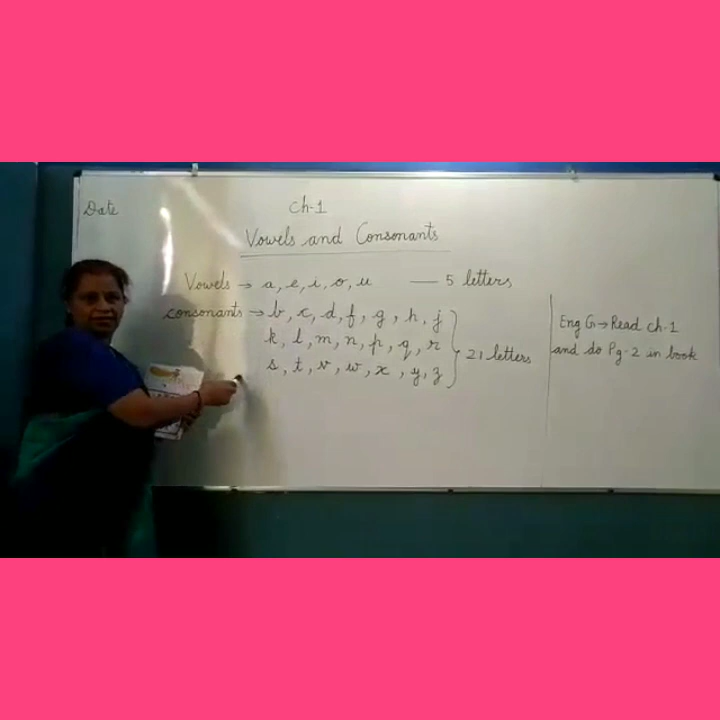 Date
Ch-1
Vowels and Consonants
Vowels → a, e, i, o, u — 5 letters
consonants → b, c, d, f, g, h, j
k, l, m, n, p, q, r
s, t, v, w, x, y, z
21 letters
Eng G → Read ch-1
and do Pg-2 in book